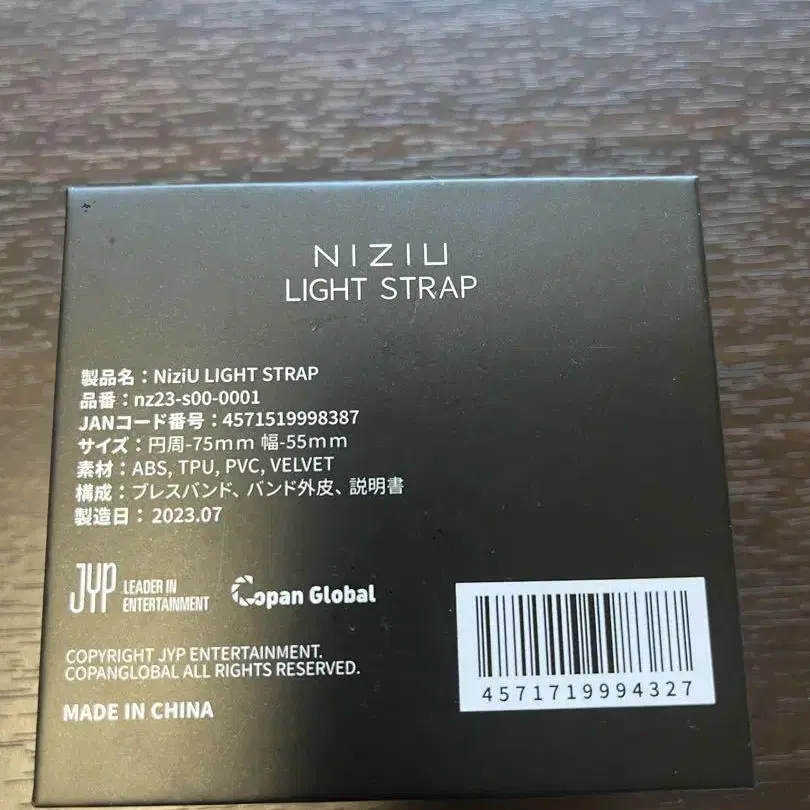 NIZIU
LIGHT STRAP
製品名：NiziU LIGHT STRAP
品番：nz23-s00-0001
JANコード番号：4571519998387
サイズ：円周-75mm 幅-55mm
素材：ABS, TPU, PVC, VELVET
構成：ブレスバンド、バンド外皮、説明書
製造日：2023.07
JYP LEADER IN
ENTERTAINMENT
Copan Global
COPYRIGHT JYP ENTERTAINMENT.
COPANGLOBAL ALL RIGHTS RESERVED.
MADE IN CHINA
4571719994327